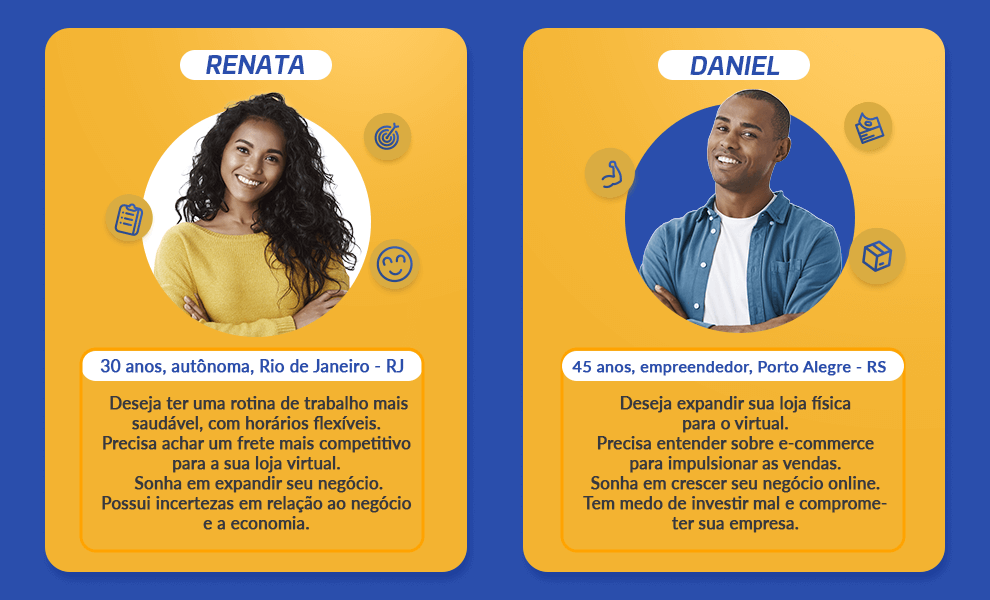 RENATA
30 anos, autônoma, Rio de Janeiro - RJ
Deseja ter uma rotina de trabalho mais
saudável, com horários flexíveis.
Precisa achar um frete mais competitivo
para a sua loja virtual.
Sonha em expandir seu negócio.
Possui incertezas em relação ao negócio
e a economia.
DANIEL
45 anos, empreendedor, Porto Alegre - RS
Deseja expandir sua loja física
para o virtual.
Precisa entender sobre e-commerce
para impulsionar as vendas.
Sonha em crescer seu negócio online.
Tem medo de investir mal e comprome-
ter sua empresa.